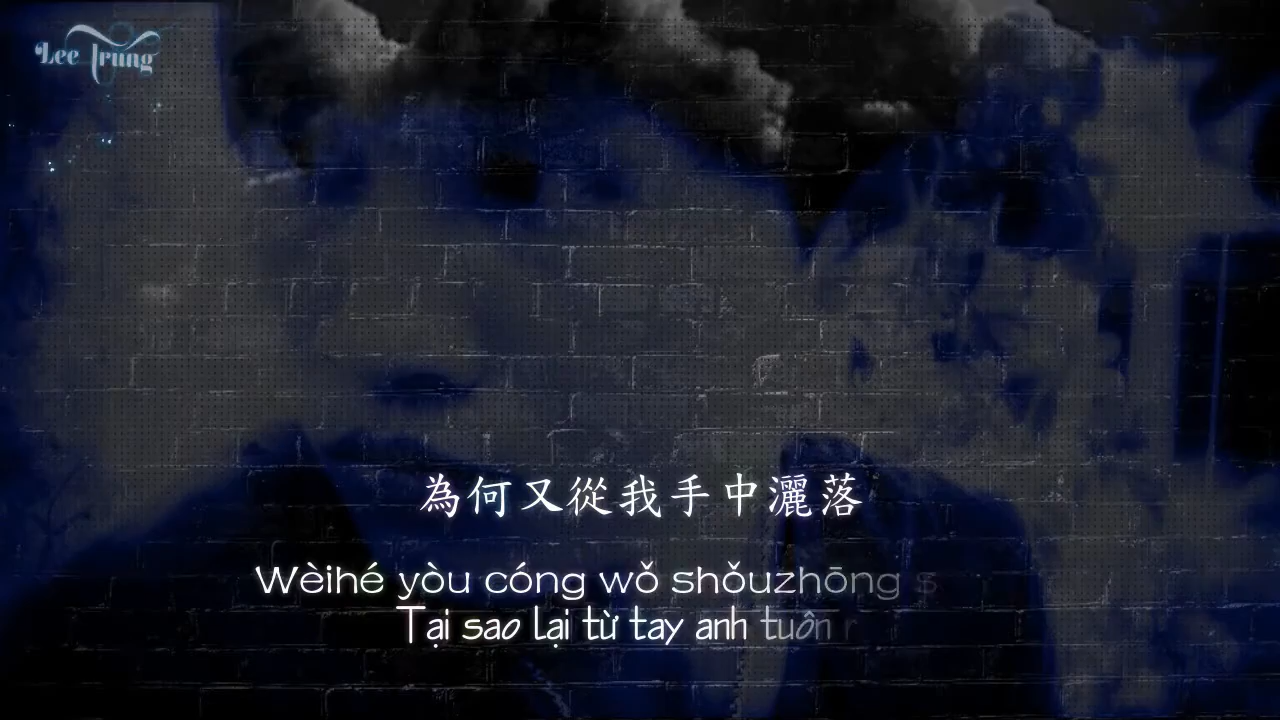 Lee Trung
為何又從我手中灑落
Wèihé yòu cóng wǒ shǒuzhōng s
Tại sao lại từ tay anh tuôn r